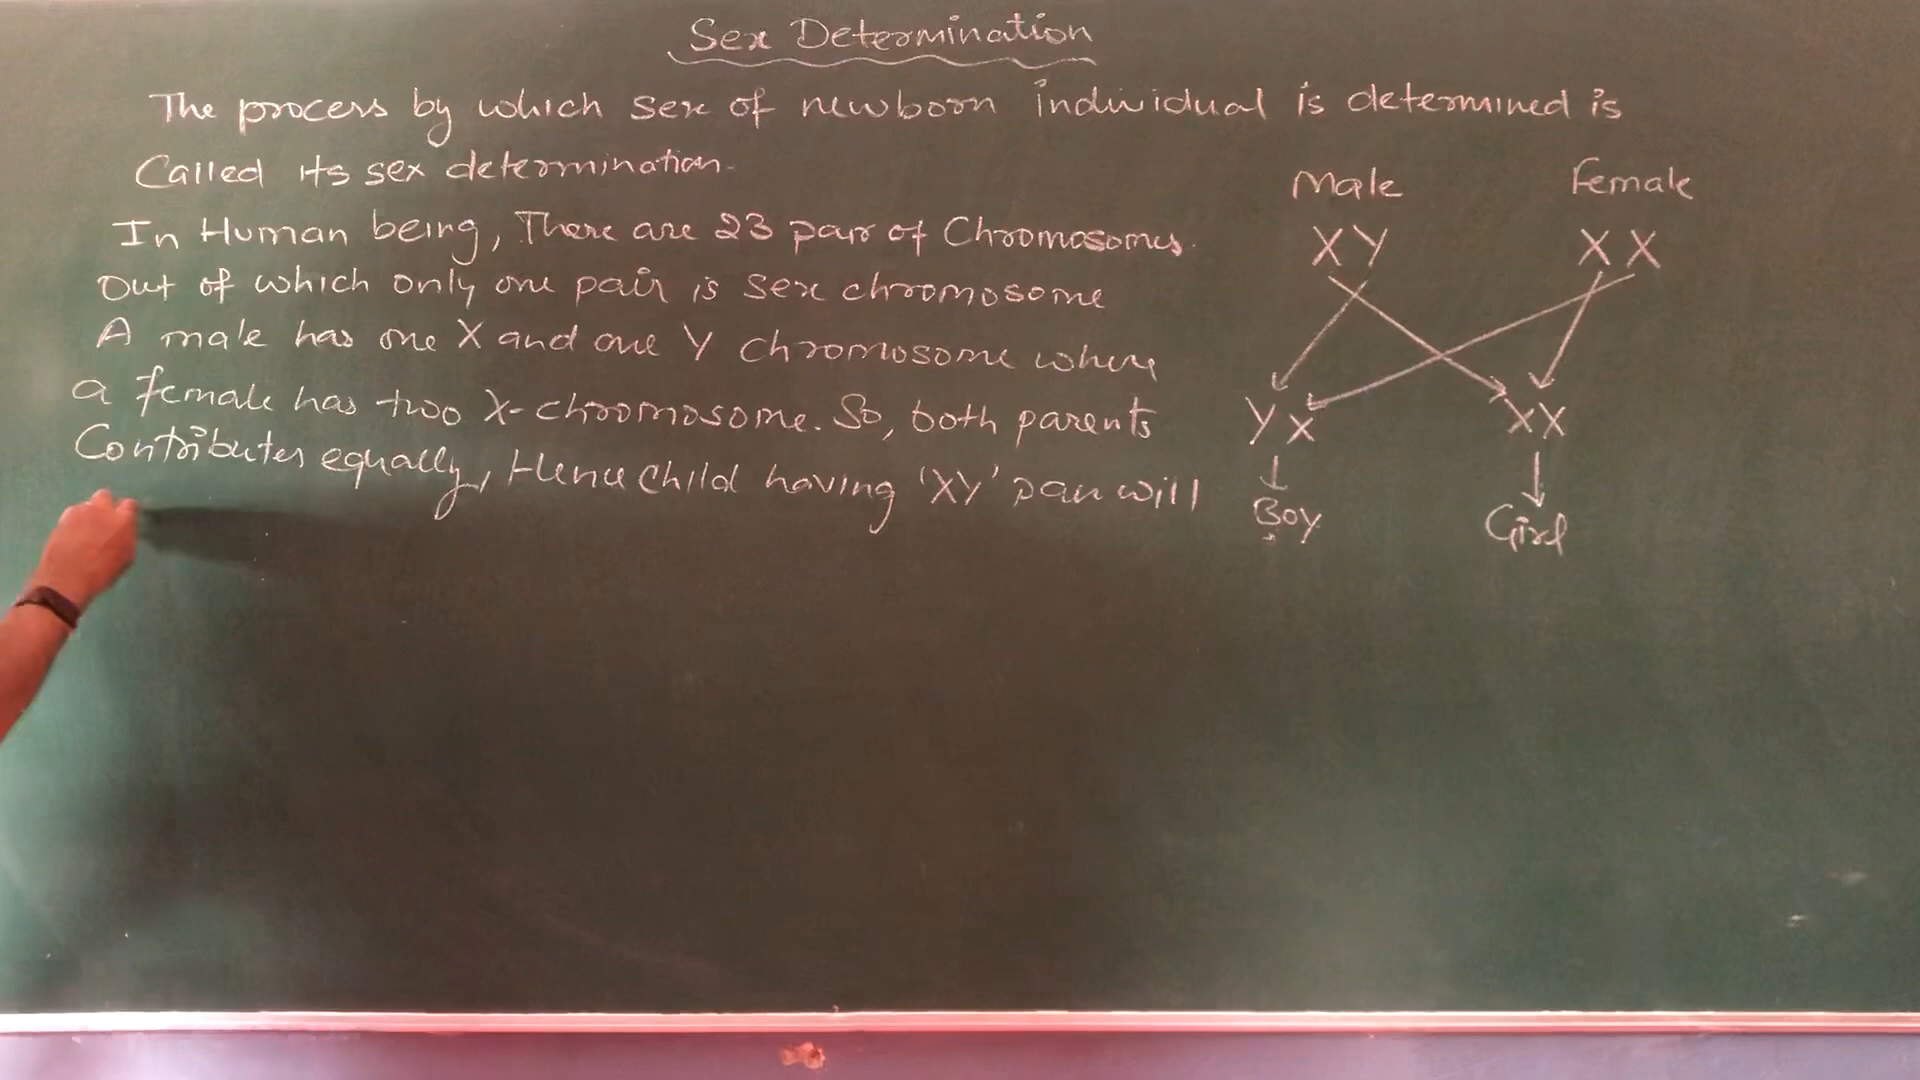 Sex Determination
The process by which sex of newborn individual is determined is
Called its sex determination.
In Human being, There are 23 pair of Chromosomes.
Out of which only one pair is sex chromosome
A male has one X and one Y chromosome where
a female has two X-chromosome. So, both parents
Contributes equally, Hence Child having 'XY' pair will
Male Female
XY XX
YX XX
Boy Girl